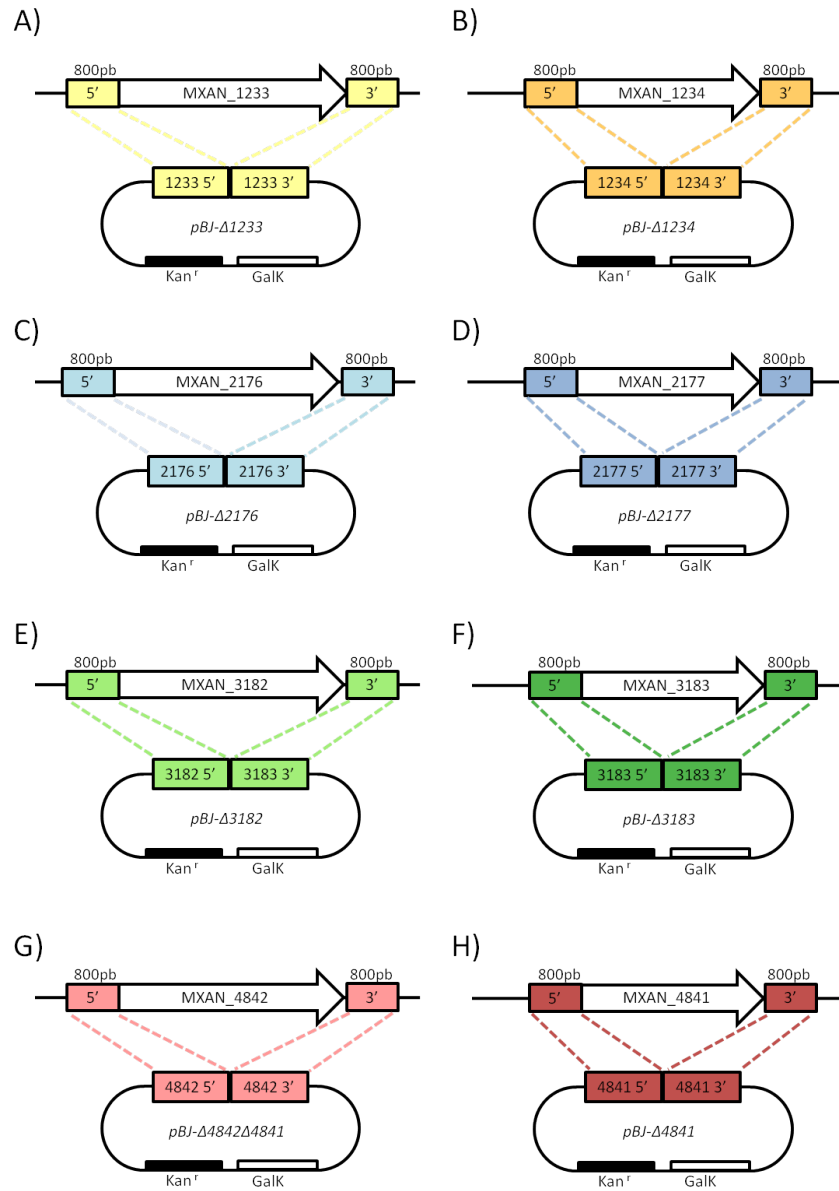 A)
800pb 800pb
5′ MXAN_1233 3′
1233 5′ 1233 3′
pBJ-Δ1233
Kan r GalK
B)
800pb 800pb
5′ MXAN_1234 3′
1234 5′ 1234 3′
pBJ-Δ1234
Kan r GalK
C)
800pb 800pb
5′ MXAN_2176 3′
2176 5′ 2176 3′
pBJ-Δ2176
Kan r GalK
D)
800pb 800pb
5′ MXAN_2177 3′
2177 5′ 2177 3′
pBJ-Δ2177
Kan r GalK
E)
800pb 800pb
5′ MXAN_3182 3′
3182 5′ 3183 3′
pBJ-Δ3182
Kan r GalK
F)
800pb 800pb
5′ MXAN_3183 3′
3183 5′ 3183 3′
pBJ-Δ3183
Kan r GalK
G)
800pb 800pb
5′ MXAN_4842 3′
4842 5′ 4842 3′
pBJ-Δ4842Δ4841
Kan r GalK
H)
800pb 800pb
5′ MXAN_4841 3′
4841 5′ 4841 3′
pBJ-Δ4841
Kan r GalK